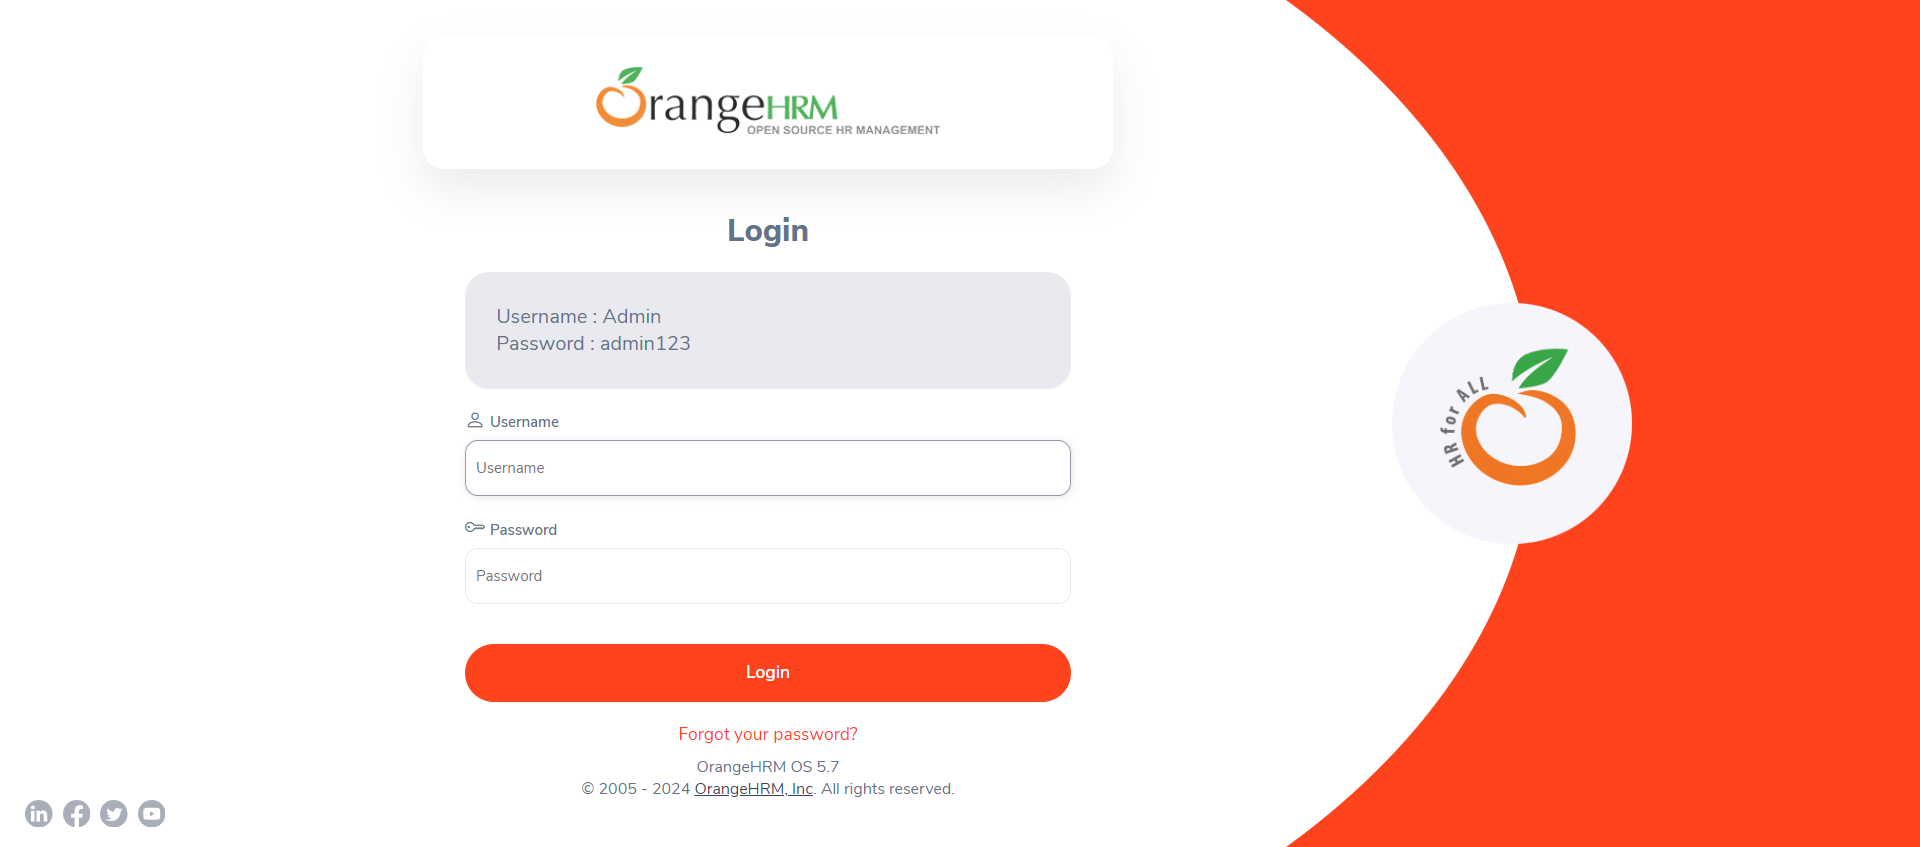 OrangeHRM
OPEN SOURCE HR MANAGEMENT
Login
Username : Admin
Password : admin123
Username
Username
Password
Password
Login
Forgot your password?
OrangeHRM OS 5.7
© 2005 - 2024 OrangeHRM, Inc. All rights reserved.
HR for ALL